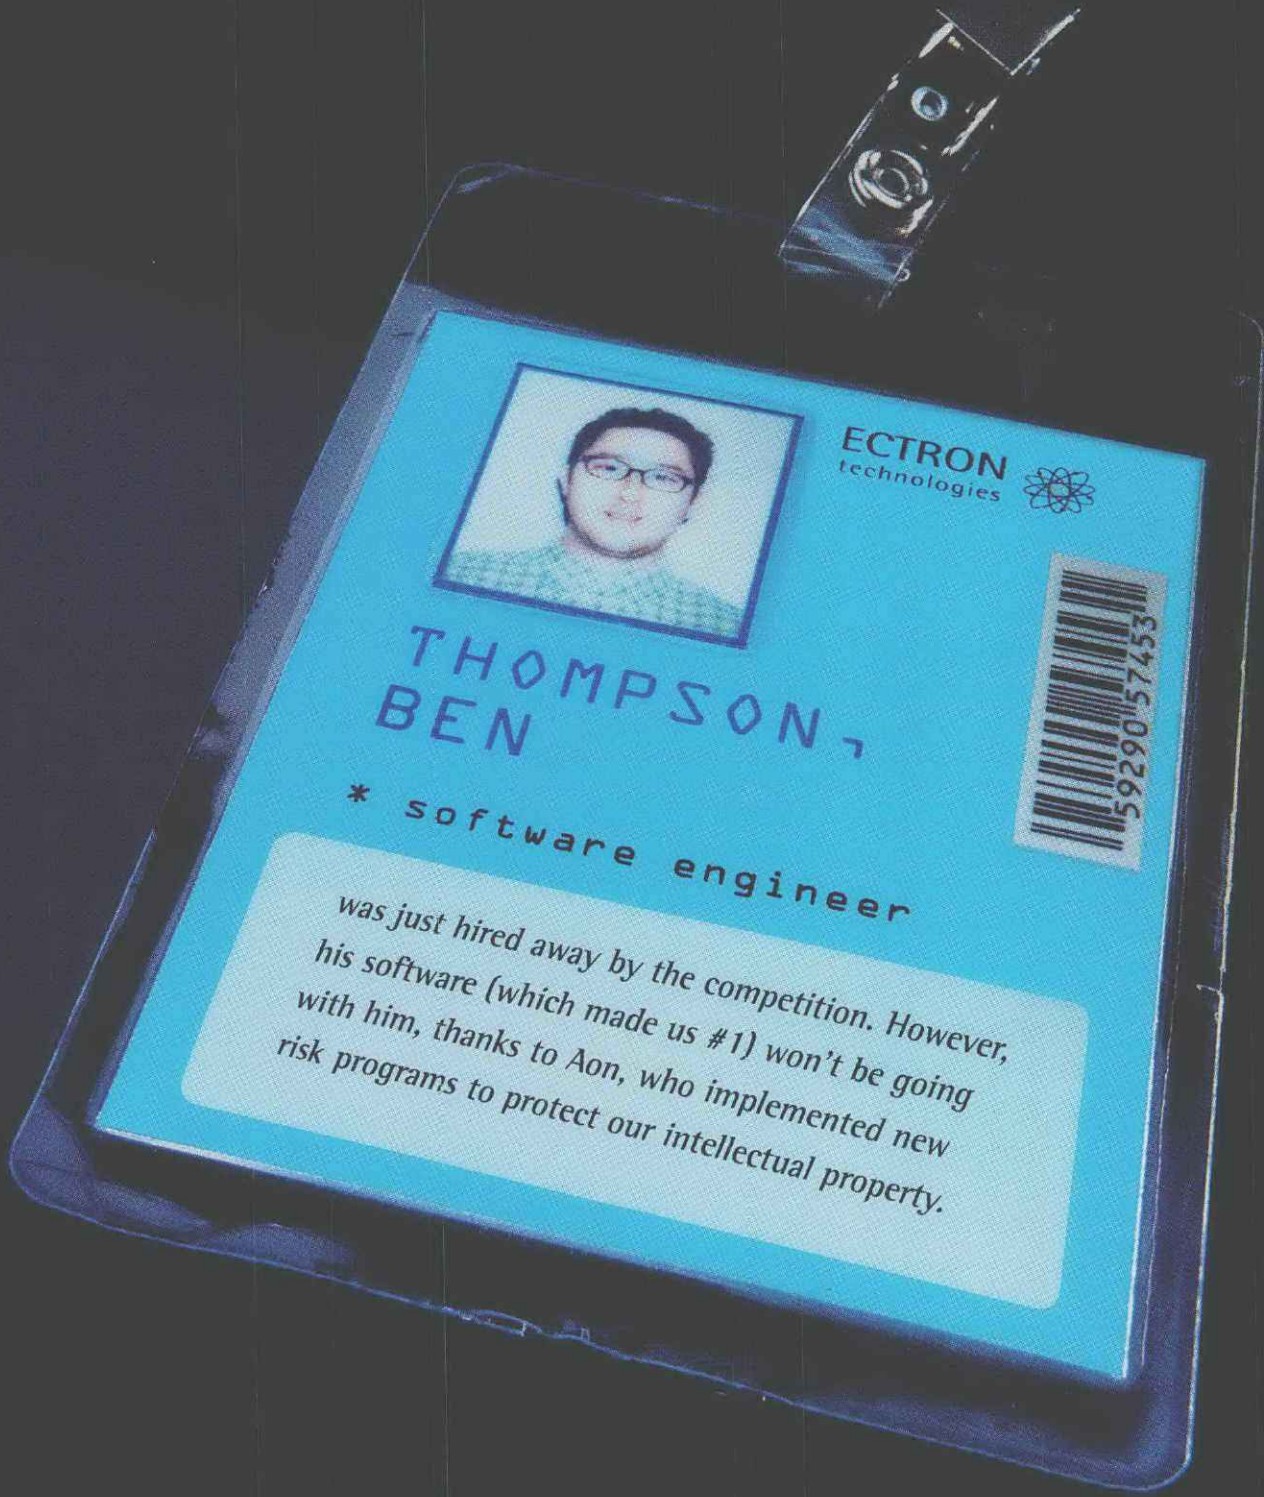 ECTRON
technologies
59290 57453
THOMPSON,
BEN
* software engineer
was just hired away by the competition. However,
his software (which made us #1) won't be going
with him, thanks to Aon, who implemented new
risk programs to protect our intellectual property.